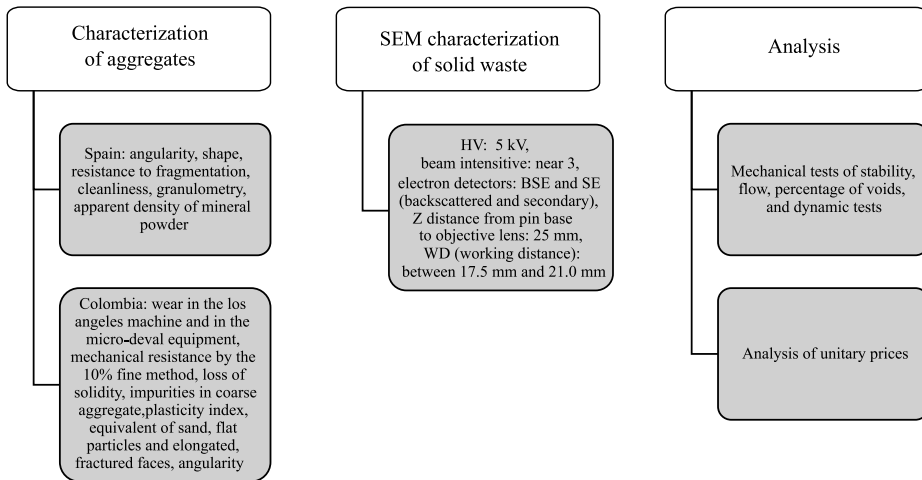 Characterization
of aggregates
Spain: angularity, shape,
resistance to fragmentation,
cleanliness, granulometry,
apparent density of mineral
powder
Colombia: wear in the los
angeles machine and in the
micro-deval equipment,
mechanical resistance by the
10% fine method, loss of
solidity, impurities in coarse
aggregate,plasticity index,
equivalent of sand, flat
particles and elongated,
fractured faces, angularity
SEM characterization
of solid waste
HV: 5 kV,
beam intensitive: near 3,
electron detectors: BSE and SE
(backscattered and secondary),
Z distance from pin base
to objective lens: 25 mm,
WD (working distance):
between 17.5 mm and 21.0 mm
Analysis
Mechanical tests of stability,
flow, percentage of voids,
and dynamic tests
Analysis of unitary prices